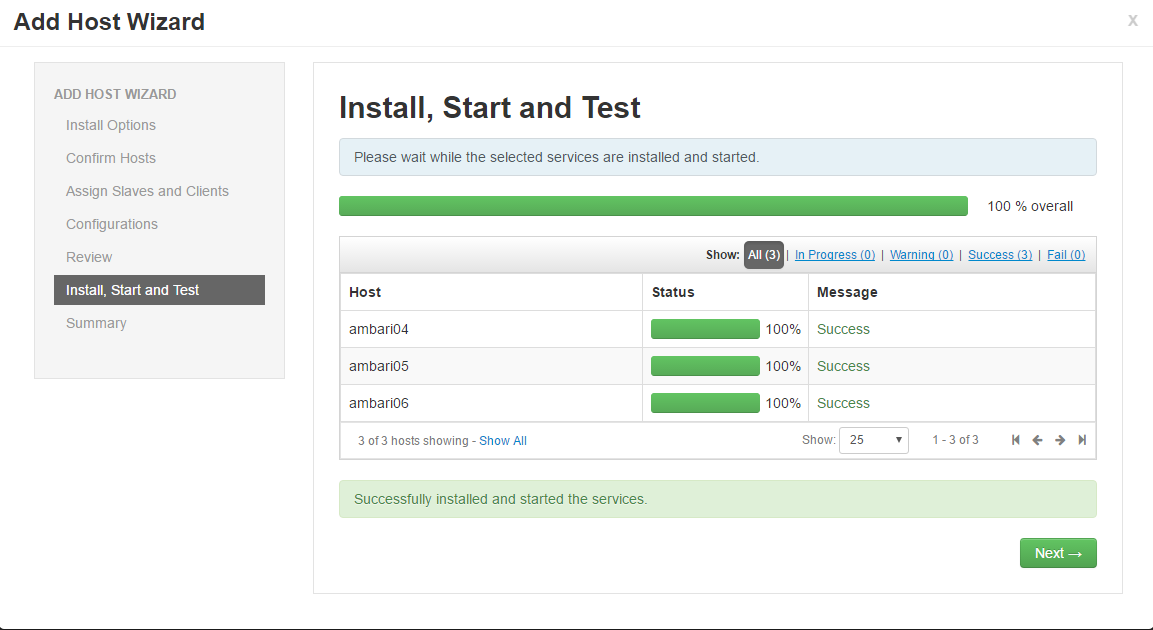 Add Host Wizard
x
ADD HOST WIZARD
Install Options
Confirm Hosts
Assign Slaves and Clients
Configurations
Review
Install, Start and Test
Summary
Install, Start and Test
Please wait while the selected services are installed and started.
100 % overall
Show: All (3) | In Progress (0) | Warning (0) | Success (3) | Fail (0)
Host Status Message
ambari04 100% Success
ambari05 100% Success
ambari06 100% Success
3 of 3 hosts showing - Show All Show: 25 1 - 3 of 3
Successfully installed and started the services.
Next →